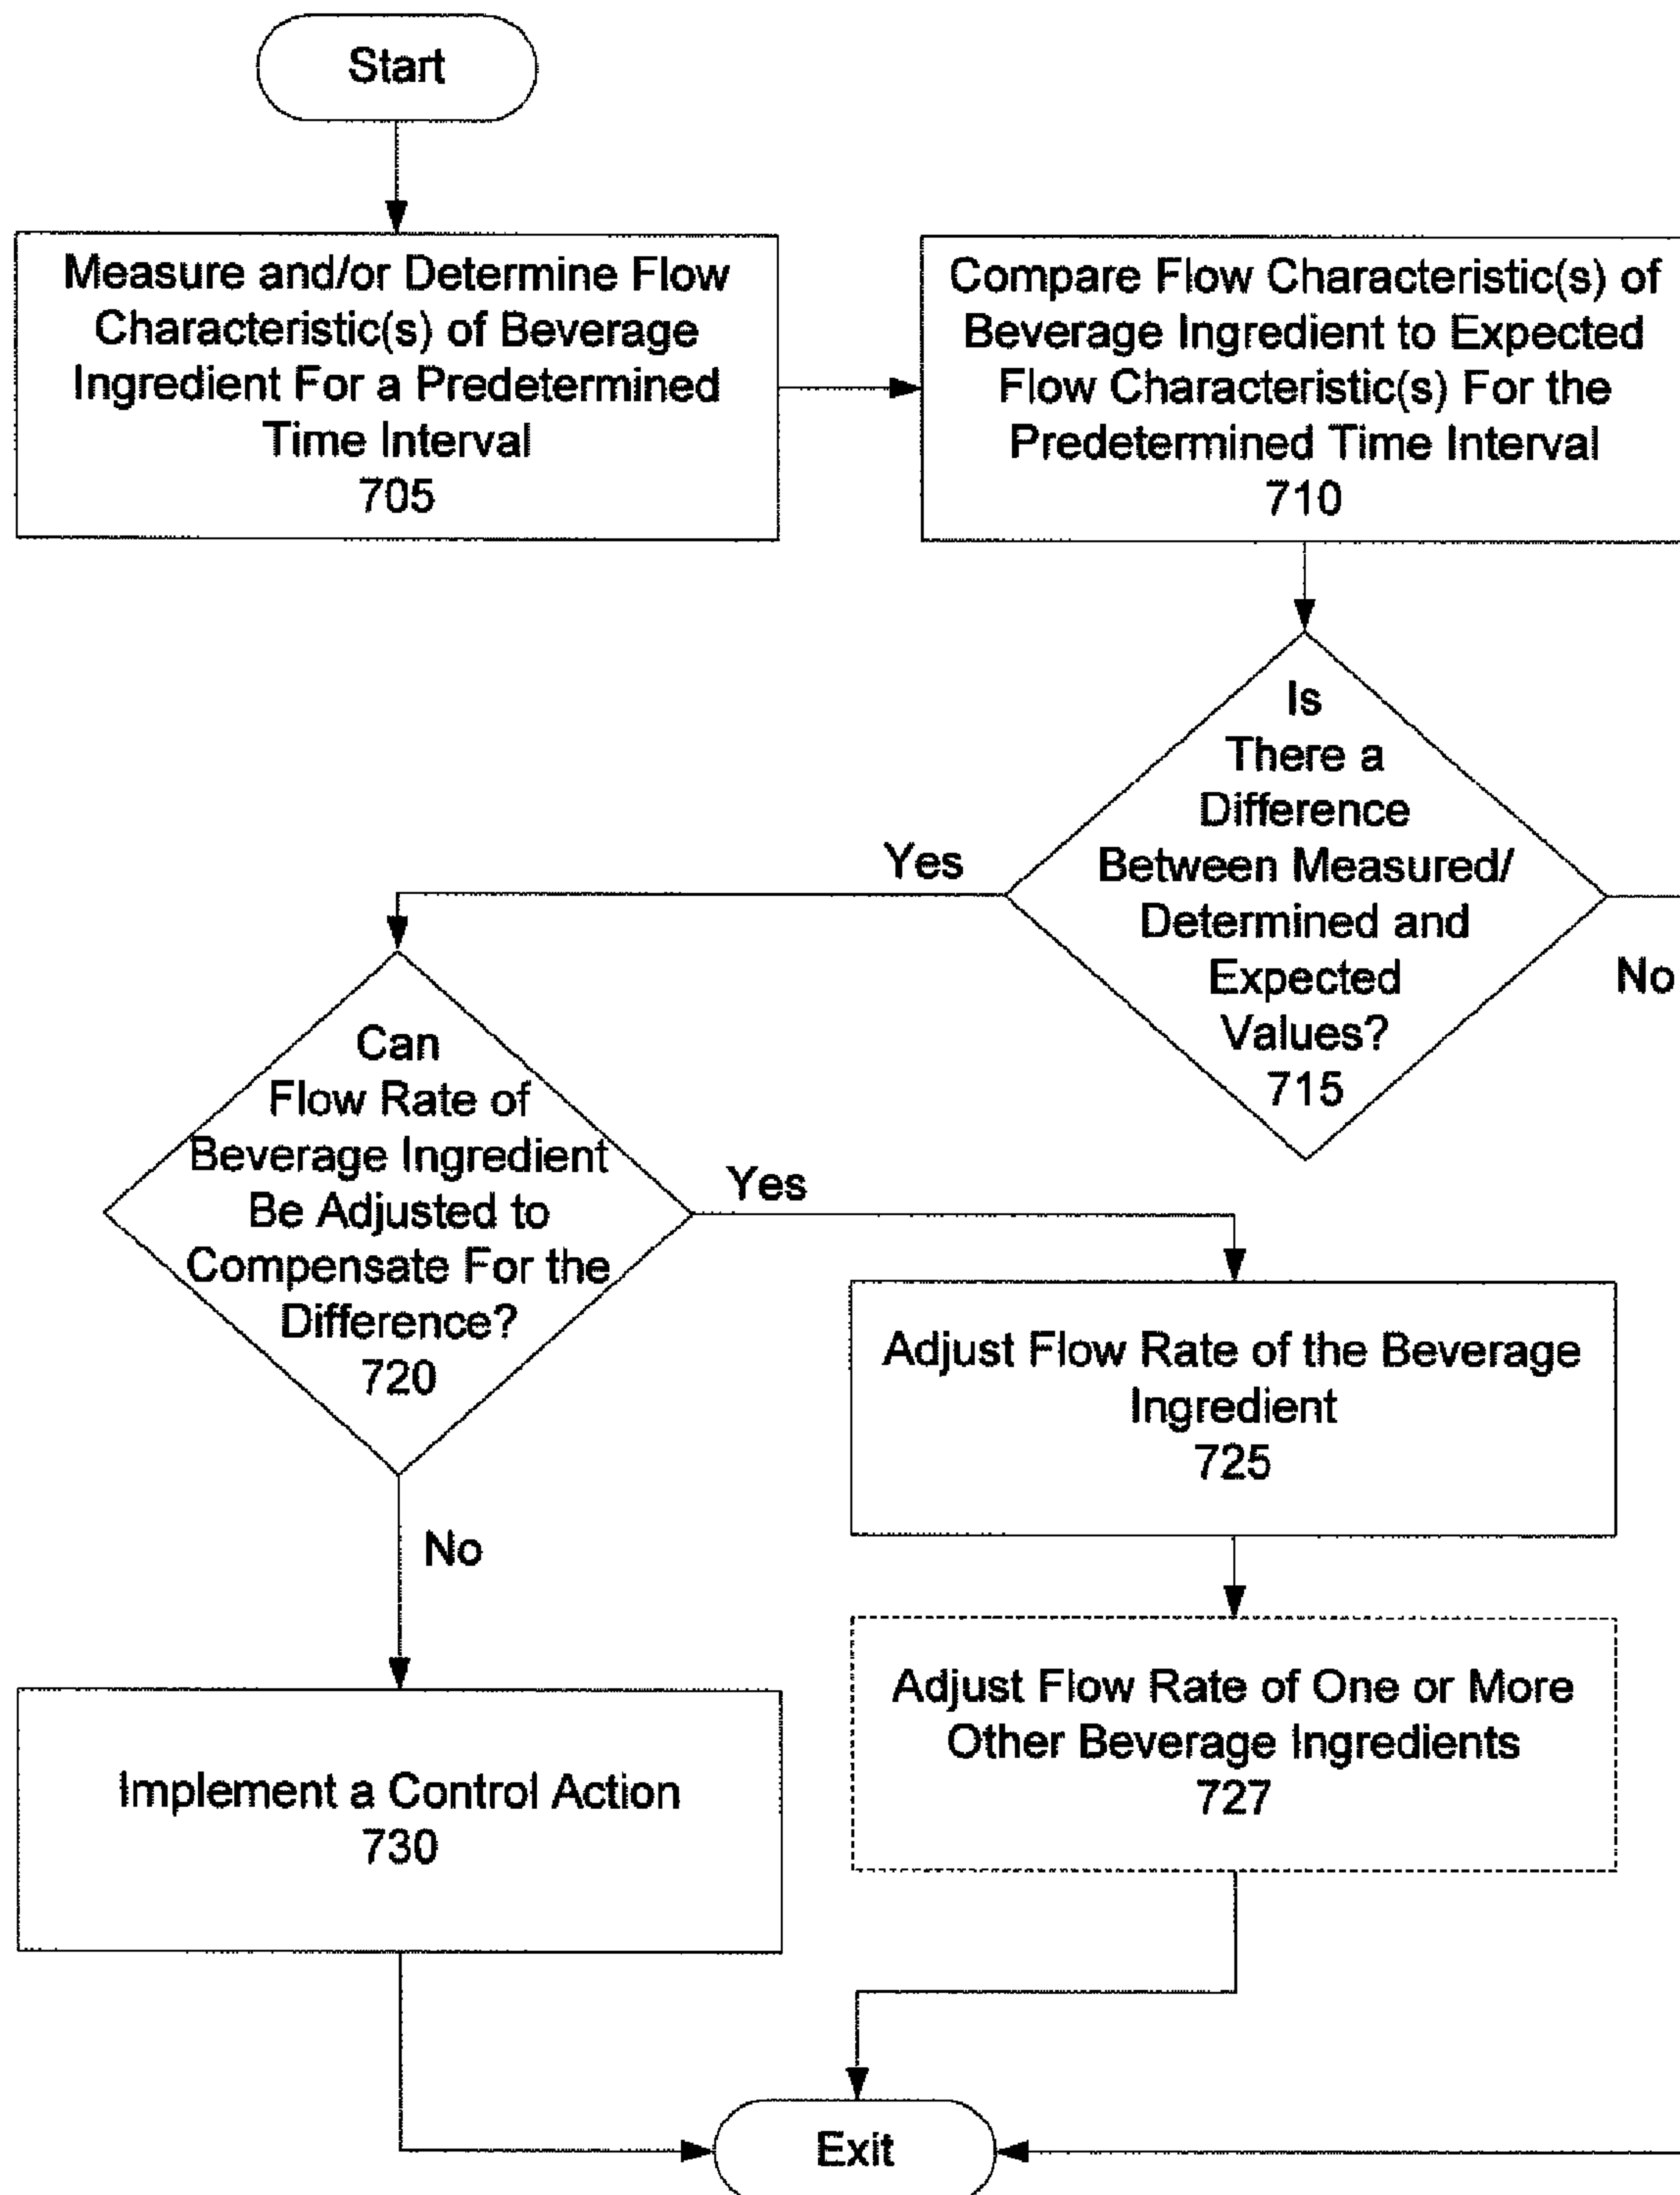 Start
Measure and/or Determine Flow
Characteristic(s) of Beverage
Ingredient For a Predetermined
Time Interval
705
Compare Flow Characteristic(s) of
Beverage Ingredient to Expected
Flow Characteristic(s) For the
Predetermined Time Interval
710
Is
There a
Difference
Between Measured/
Determined and
Expected
Values?
715
Yes
No
Can
Flow Rate of
Beverage Ingredient
Be Adjusted to
Compensate For the
Difference?
720
Yes
No
Adjust Flow Rate of the Beverage
Ingredient
725
Adjust Flow Rate of One or More
Other Beverage Ingredients
727
Implement a Control Action
730
Exit